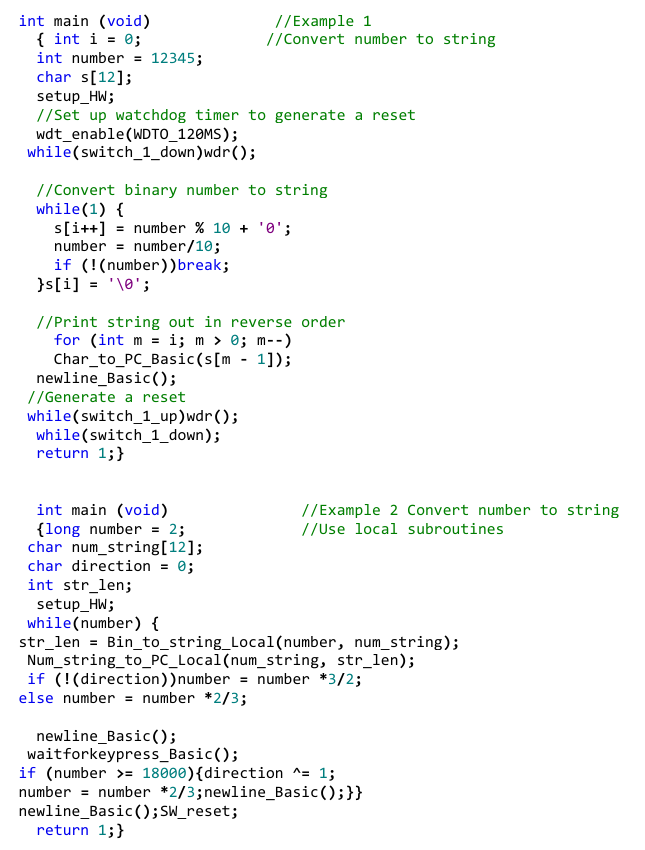 int main (void)                //Example 1
{ int i = 0;               //Convert number to string
int number = 12345;
char s[12];
setup_HW;
//Set up watchdog timer to generate a reset
wdt_enable(WDTO_120MS);
while(switch_1_down)wdr();
//Convert binary number to string
while(1) {
s[i++] = number % 10 + '0';
number = number/10;
if (!(number))break;
}s[i] = '\0';
//Print string out in reverse order
for (int m = i; m > 0; m--)
Char_to_PC_Basic(s[m - 1]);
newline_Basic();
//Generate a reset
while(switch_1_up)wdr();
while(switch_1_down);
return 1;}
int main (void)                //Example 2 Convert number to string
{long number = 2;           //Use local subroutines
char num_string[12];
char direction = 0;
int str_len;
setup_HW;
while(number) {
str_len = Bin_to_string_Local(number, num_string);
Num_string_to_PC_Local(num_string, str_len);
if (!(direction))number = number *3/2;
else number = number *2/3;
newline_Basic();
waitforkeypress_Basic();
if (number >= 18000){direction ^= 1;
number = number *2/3;newline_Basic();}}
newline_Basic();SW_reset;
return 1;}